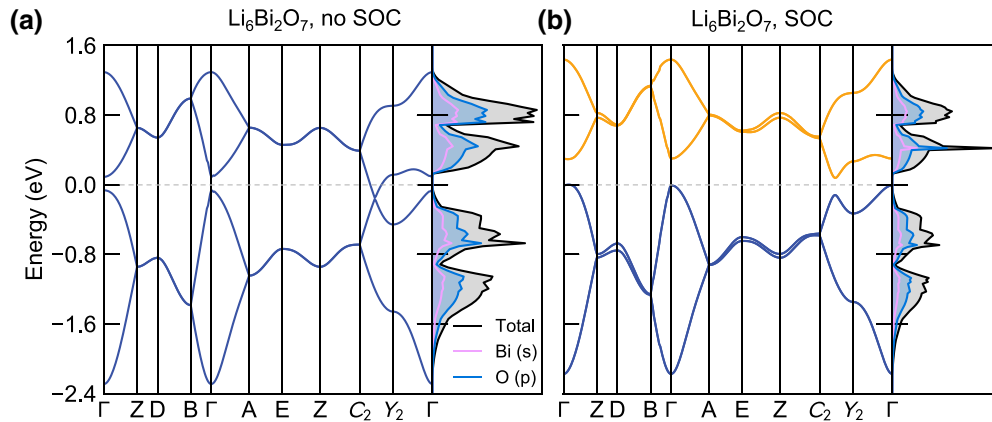 (a) Li₆Bi₂O₇, no SOC
(b) Li₆Bi₂O₇, SOC
Energy (eV)
1.6
0.8
0.0
−0.8
−1.6
−2.4
Total
Bi (s)
O (p)
Γ Z D B Γ A E Z C₂ Y₂ Γ
Γ Z D B Γ A E Z C₂ Y₂ Γ